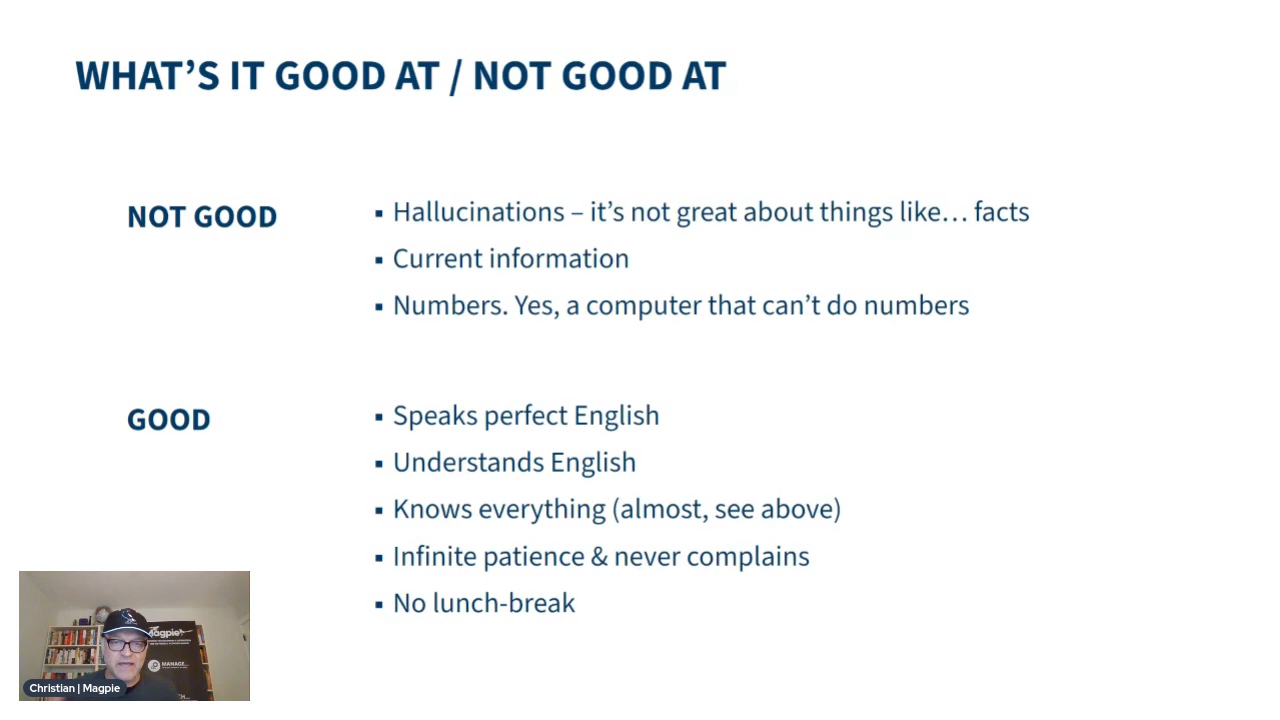 WHAT’S IT GOOD AT / NOT GOOD AT
NOT GOOD
▪ Hallucinations – it’s not great about things like… facts
▪ Current information
▪ Numbers. Yes, a computer that can’t do numbers
GOOD
▪ Speaks perfect English
▪ Understands English
▪ Knows everything (almost, see above)
▪ Infinite patience & never complains
▪ No lunch-break
Magpie
MANAGE
Christian | Magpie